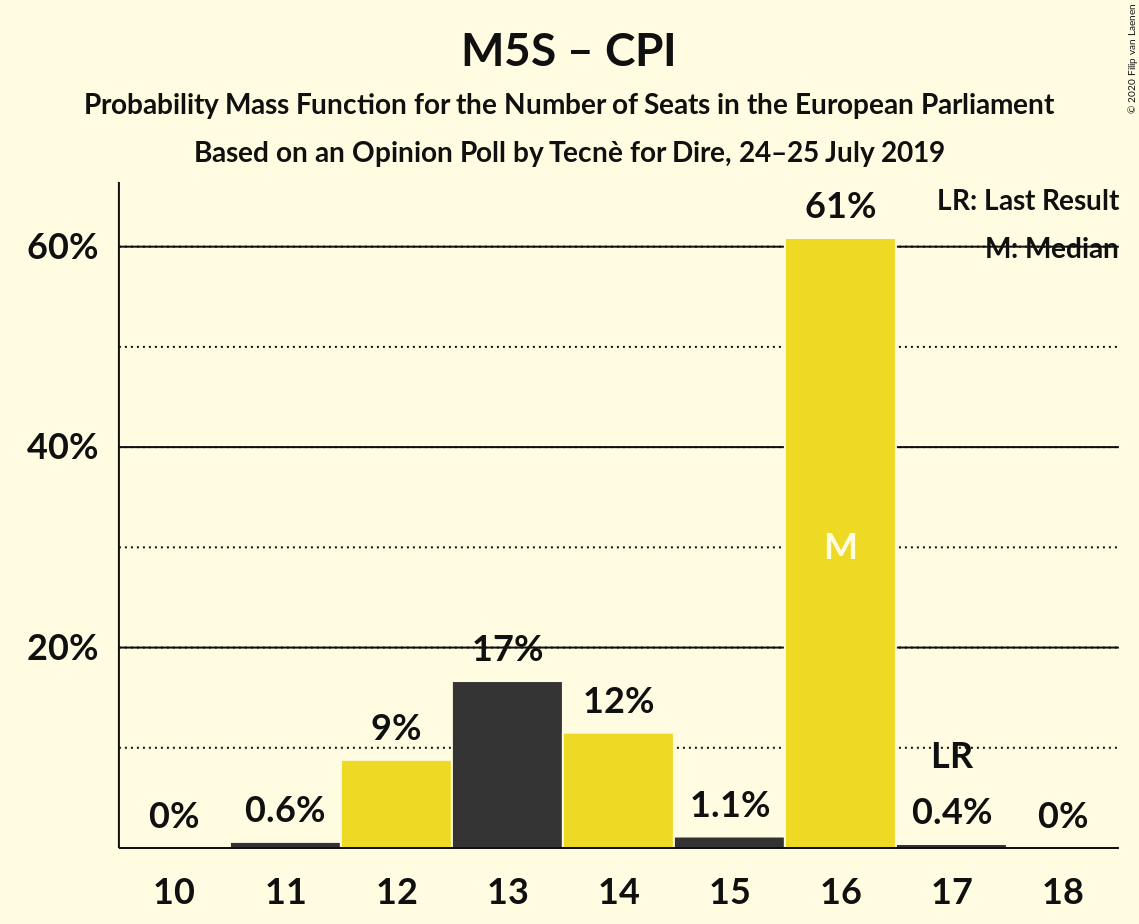 M5S – CPI
Probability Mass Function for the Number of Seats in the European Parliament
Based on an Opinion Poll by Tecnè for Dire, 24–25 July 2019
© 2020 Filip van Laenen
LR: Last Result
M: Median
60%
40%
20%
0%
0.6%
9%
17%
12%
1.1%
61%
M
LR
0.4%
0%
10 11 12 13 14 15 16 17 18